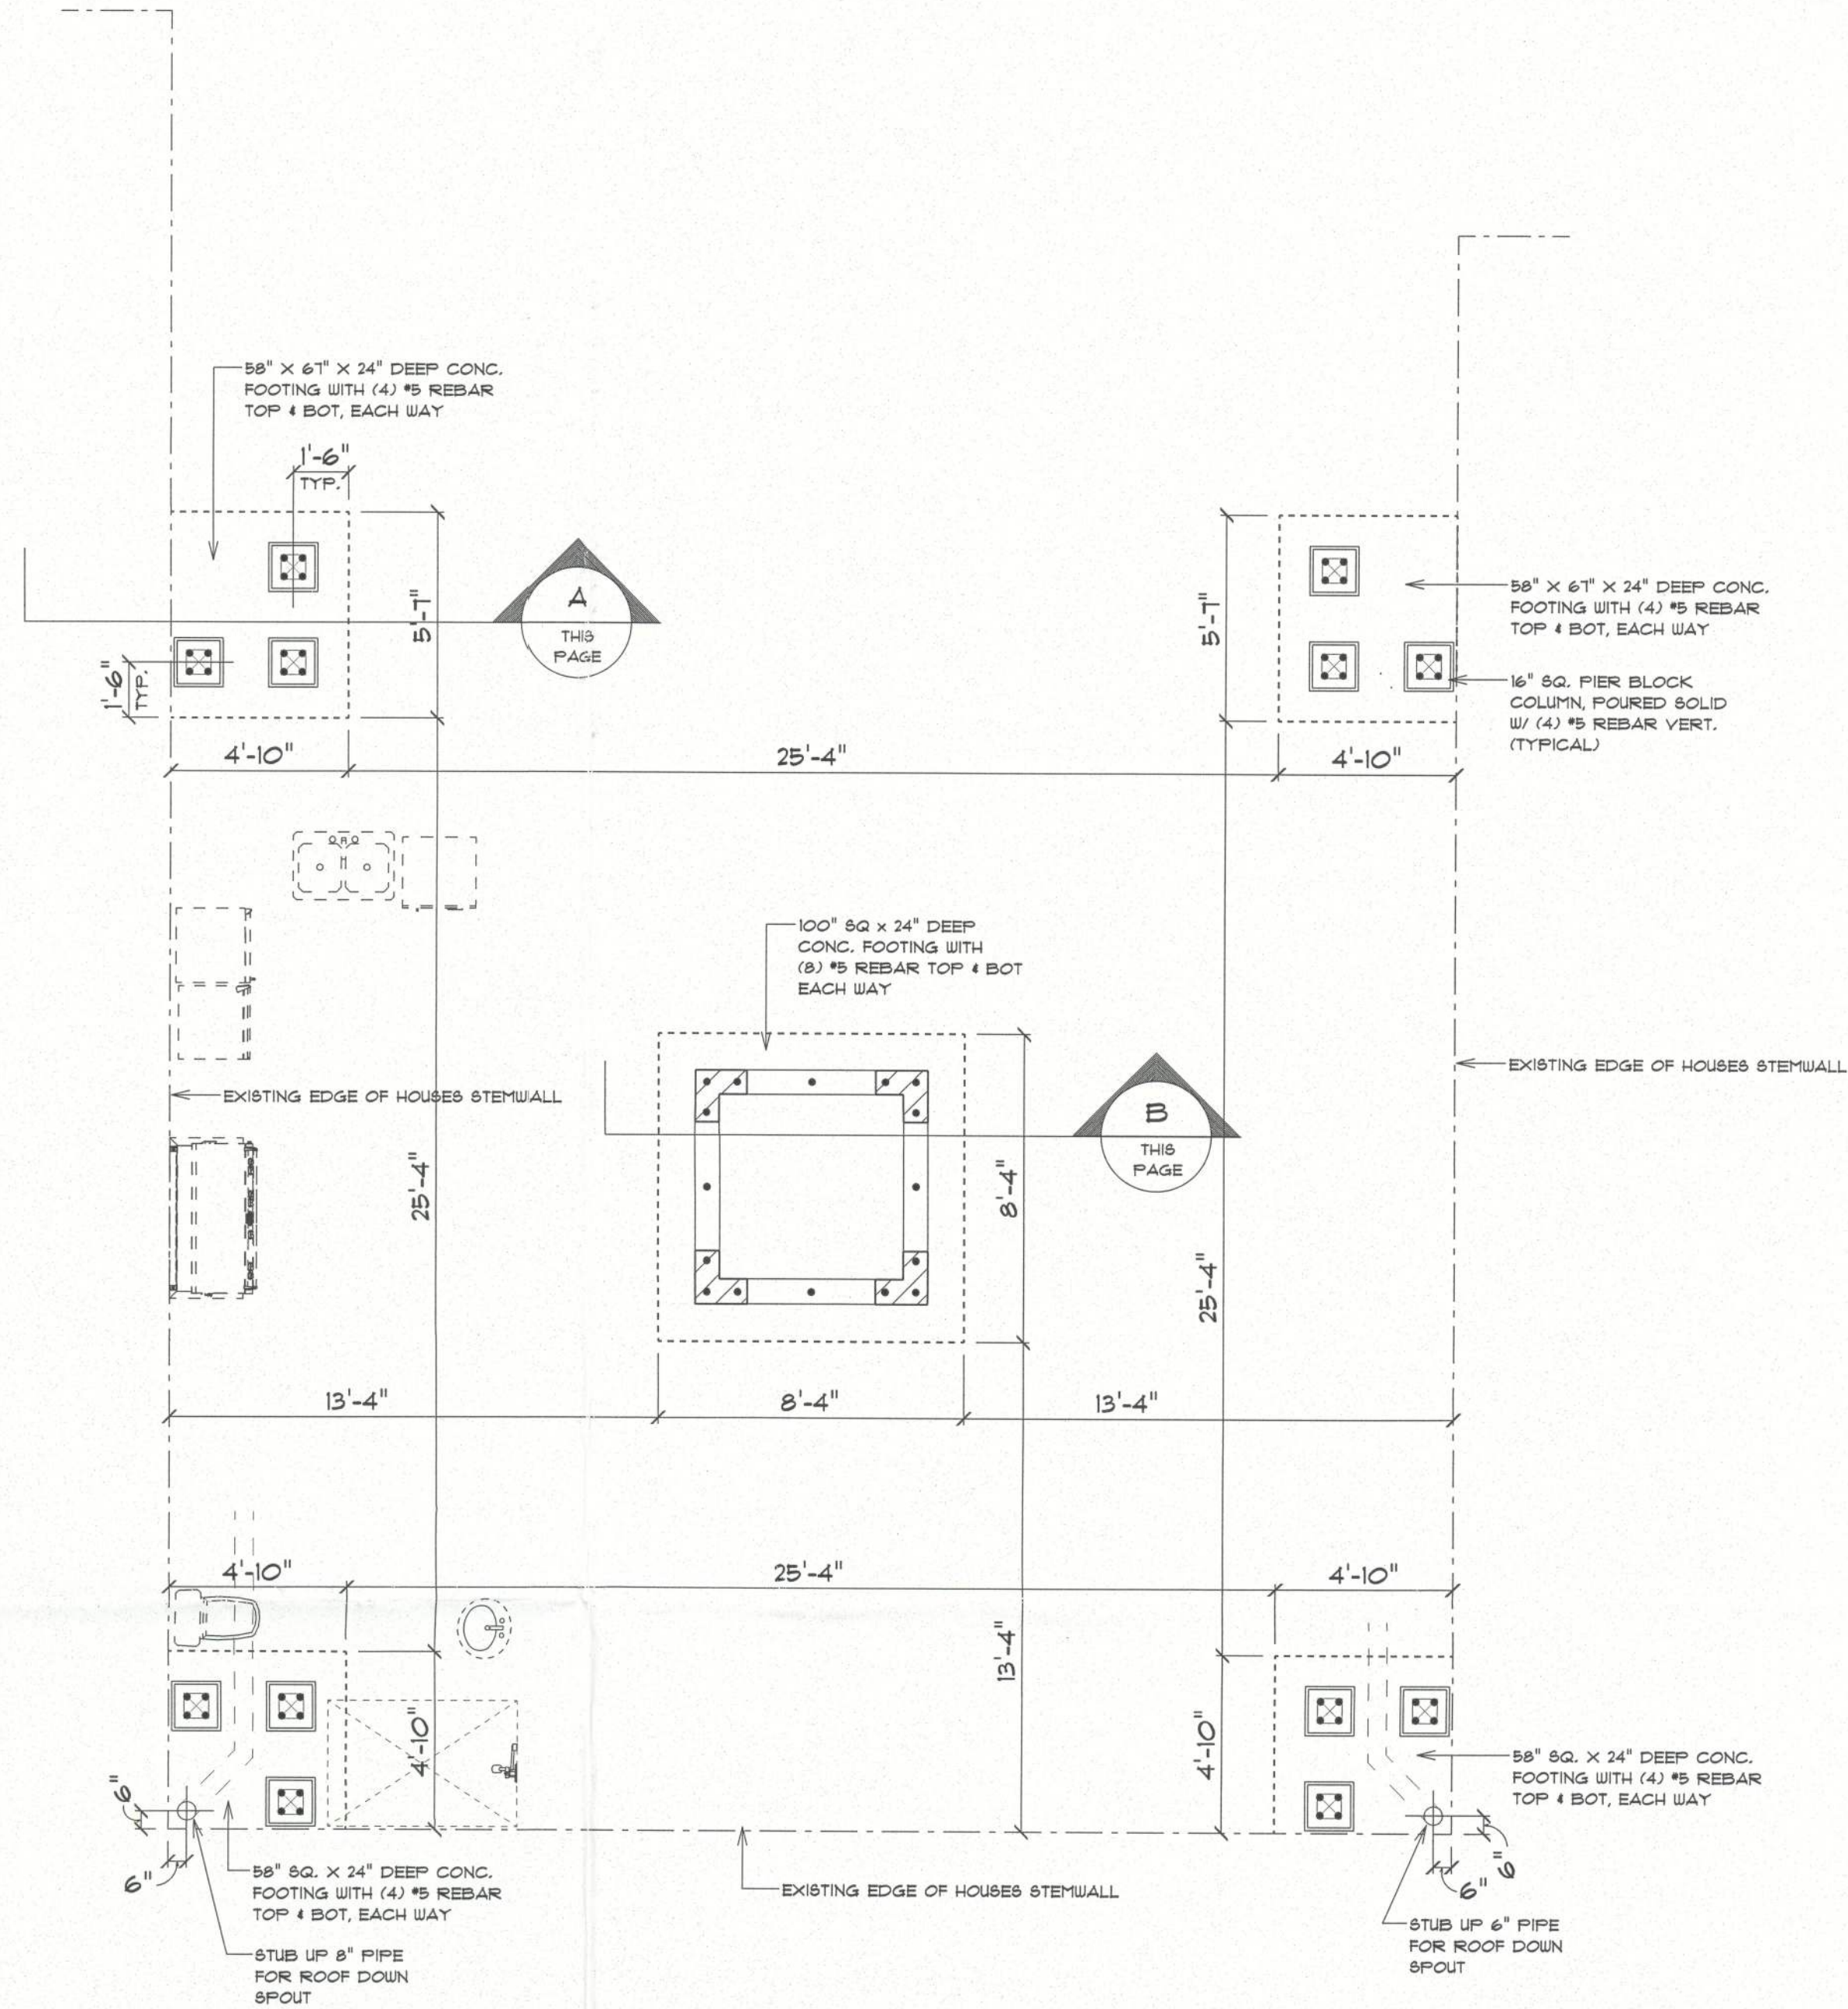 58" X 67" X 24" DEEP CONC.
FOOTING WITH (4) #5 REBAR
TOP & BOT, EACH WAY
1'-6"
TYP.
A
THIS
PAGE
5'-7"
5'-7"
58" X 67" X 24" DEEP CONC.
FOOTING WITH (4) #5 REBAR
TOP & BOT, EACH WAY
1'-6"
TYP.
16" SQ. PIER BLOCK
COLUMN, POURED SOLID
W/ (4) #5 REBAR VERT.
(TYPICAL)
4'-10"
25'-4"
4'-10"
100" SQ x 24" DEEP
CONC. FOOTING WITH
(8) #5 REBAR TOP & BOT
EACH WAY
EXISTING EDGE OF HOUSES STEMWALL
EXISTING EDGE OF HOUSES STEMWALL
B
THIS
PAGE
25'-4"
8'-4"
25'-4"
13'-4"
8'-4"
13'-4"
4'-10"
25'-4"
4'-10"
13'-4"
4'-10"
4'-10"
58" SQ. X 24" DEEP CONC.
FOOTING WITH (4) #5 REBAR
TOP & BOT, EACH WAY
6"
6"
6"
6"
58" SQ. X 24" DEEP CONC.
FOOTING WITH (4) #5 REBAR
TOP & BOT, EACH WAY
EXISTING EDGE OF HOUSES STEMWALL
STUB UP 8" PIPE
FOR ROOF DOWN
SPOUT
STUB UP 6" PIPE
FOR ROOF DOWN
SPOUT